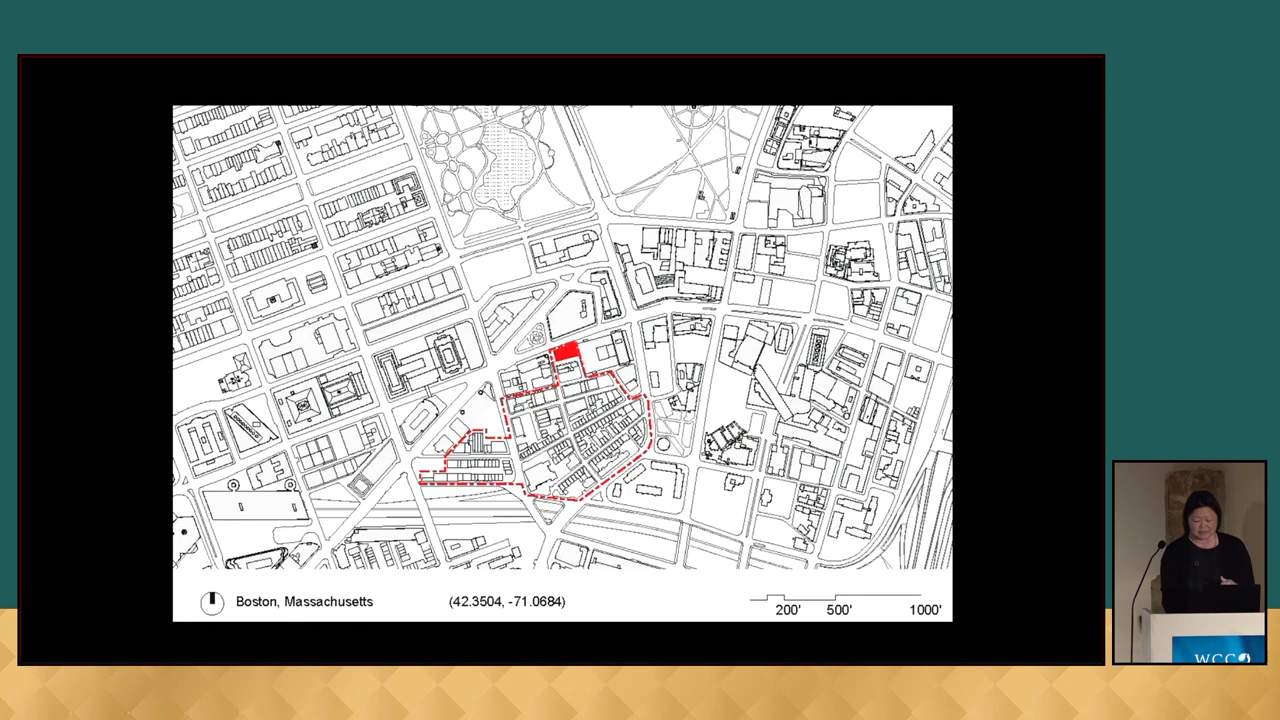 Boston, Massachusetts
(42.3504, -71.0684)
200'
500'
1000'
WCC